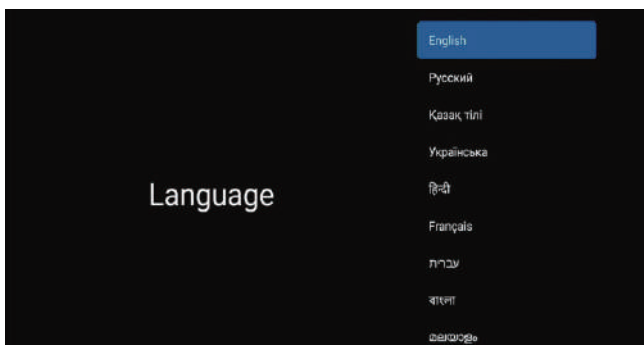 Language
English
Русский
Қазақ тілі
Українська
हिन्दी
Français
עברית
বাংলা
മലയാളം